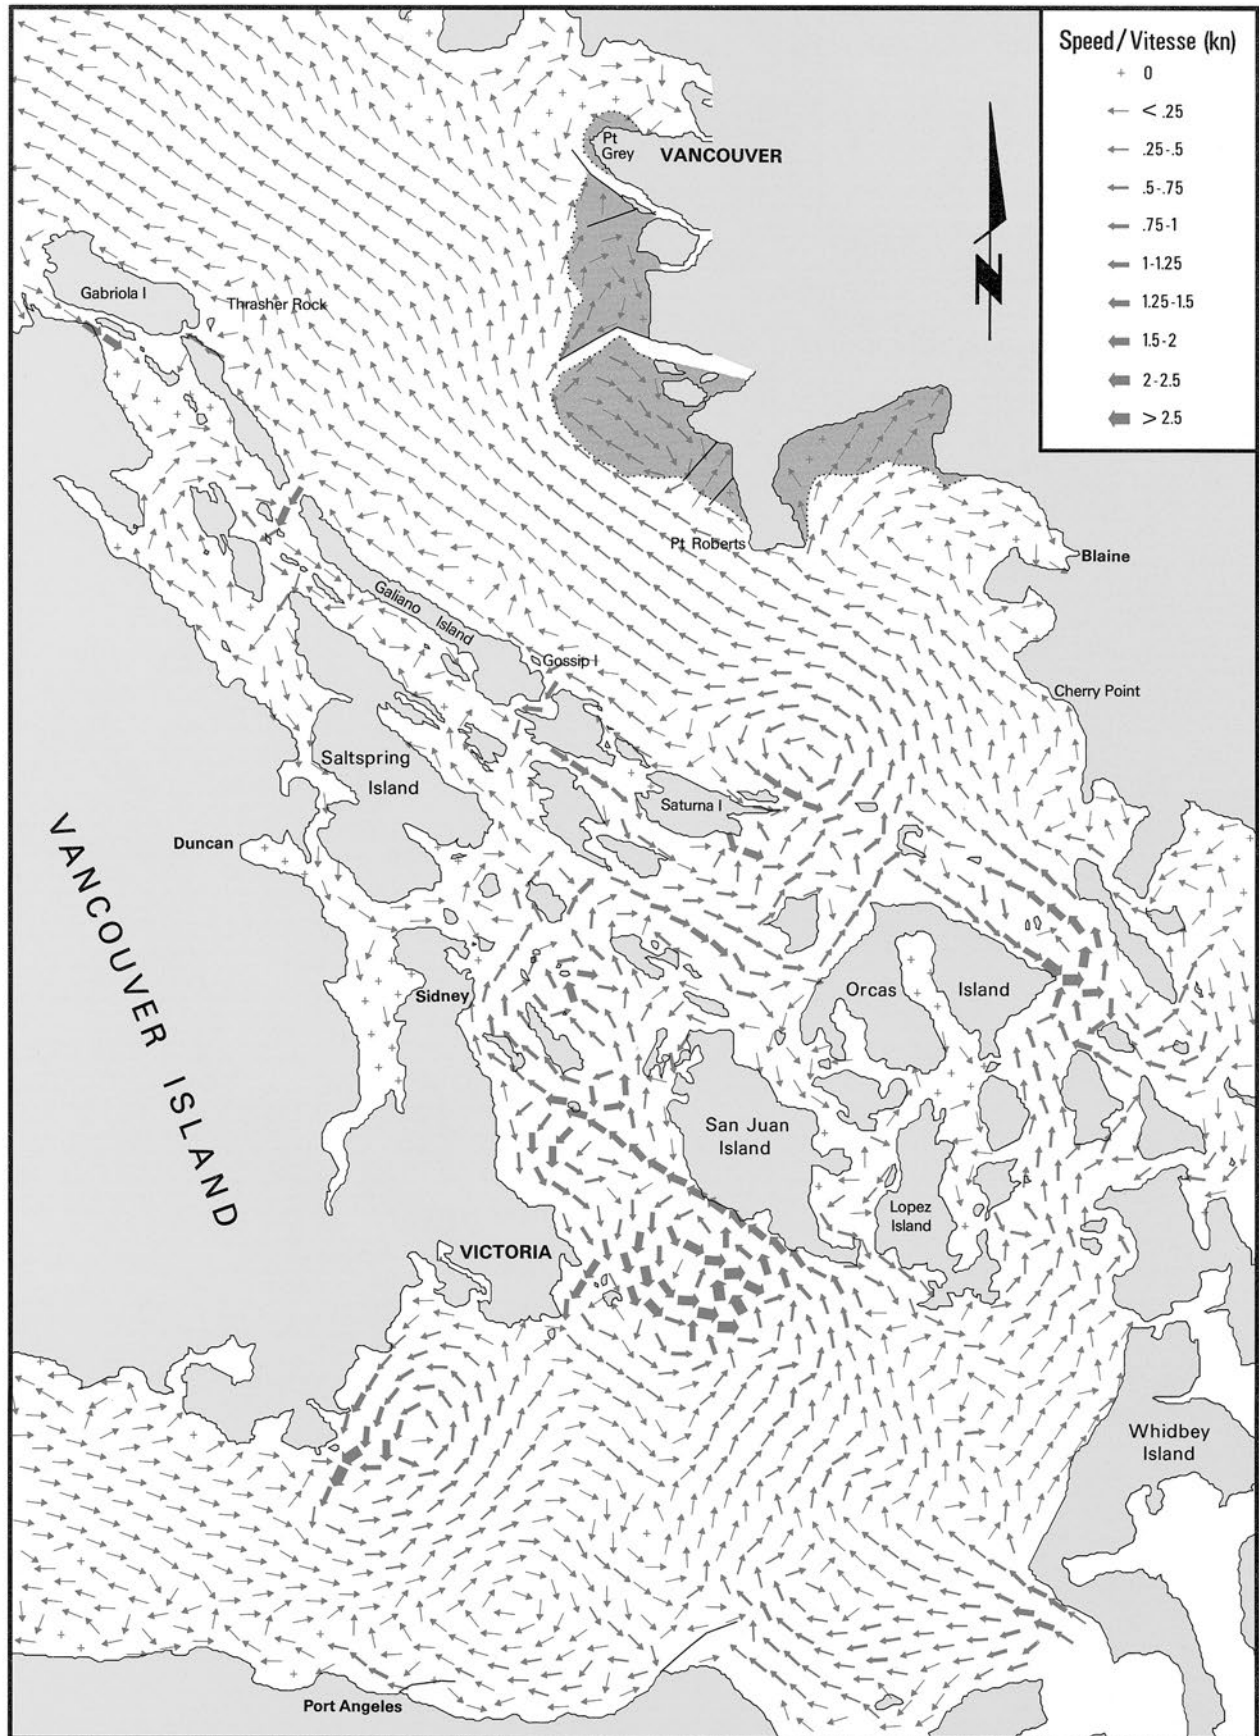 Speed/Vitesse (kn)
0
< .25
.25-.5
.5-.75
.75-1
1-1.25
1.25-1.5
1.5-2
2-2.5
> 2.5
N
Pt
Grey
VANCOUVER
Gabriola I
Thrasher Rock
Pt Roberts
Blaine
Galiano
Island
Gossip I
Cherry Point
Saltspring
Island
Saturna I
Duncan
VANCOUVER ISLAND
Sidney
Orcas
Island
San Juan
Island
Lopez
Island
VICTORIA
Whidbey
Island
Port Angeles